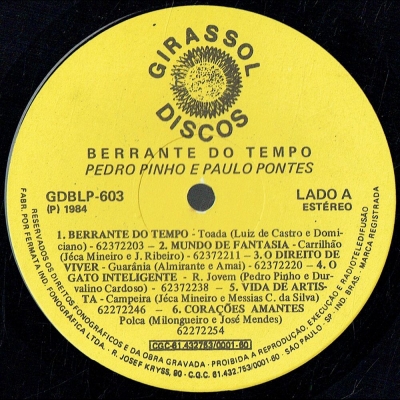 GIRASSOL
DISCOS
BERRANTE DO TEMPO
PEDRO PINHO E PAULO PONTES
GDBLP-603
(P) 1984
LADO A
ESTÉREO
1. BERRANTE DO TEMPO - Toada (Luiz de Castro e Domi-
ciano) - 62372203 - 2. MUNDO DE FANTASIA - Carrilhão
(Jéca Mineiro e J. Ribeiro) - 62372211 - 3. O DIREITO DE
VIVER - Guarânia (Almirante e Amaí) - 62372220 - 4. O
GATO INTELIGENTE - R. Jovem (Pedro Pinho e Dur-
valino Cardoso) - 62372238 - 5. VIDA DE ARTIS-
TA - Campeira (Jéca Mineiro e Messias C. da Silva)
62372246 - 6. CORAÇÕES AMANTES
Polca (Milongueiro e José Mendes)
62272254
CGC-61.432.753/0001-60
RESERVADOS OS DIREITOS FONOGRÁFICOS E DA OBRA GRAVADA - PROIBIDA A REPRODUÇÃO, EXECUÇÃO E RADIOTELEDIFUSÃO
FABR. POR FERMATA IND. FONOGRÁFICA LTDA. - R. JOSEF KRYSS, 90 - C.G.C. 61.432.753/0001-60 - SÃO PAULO - SP - IND. BRAS. - MARCA REGISTRADA